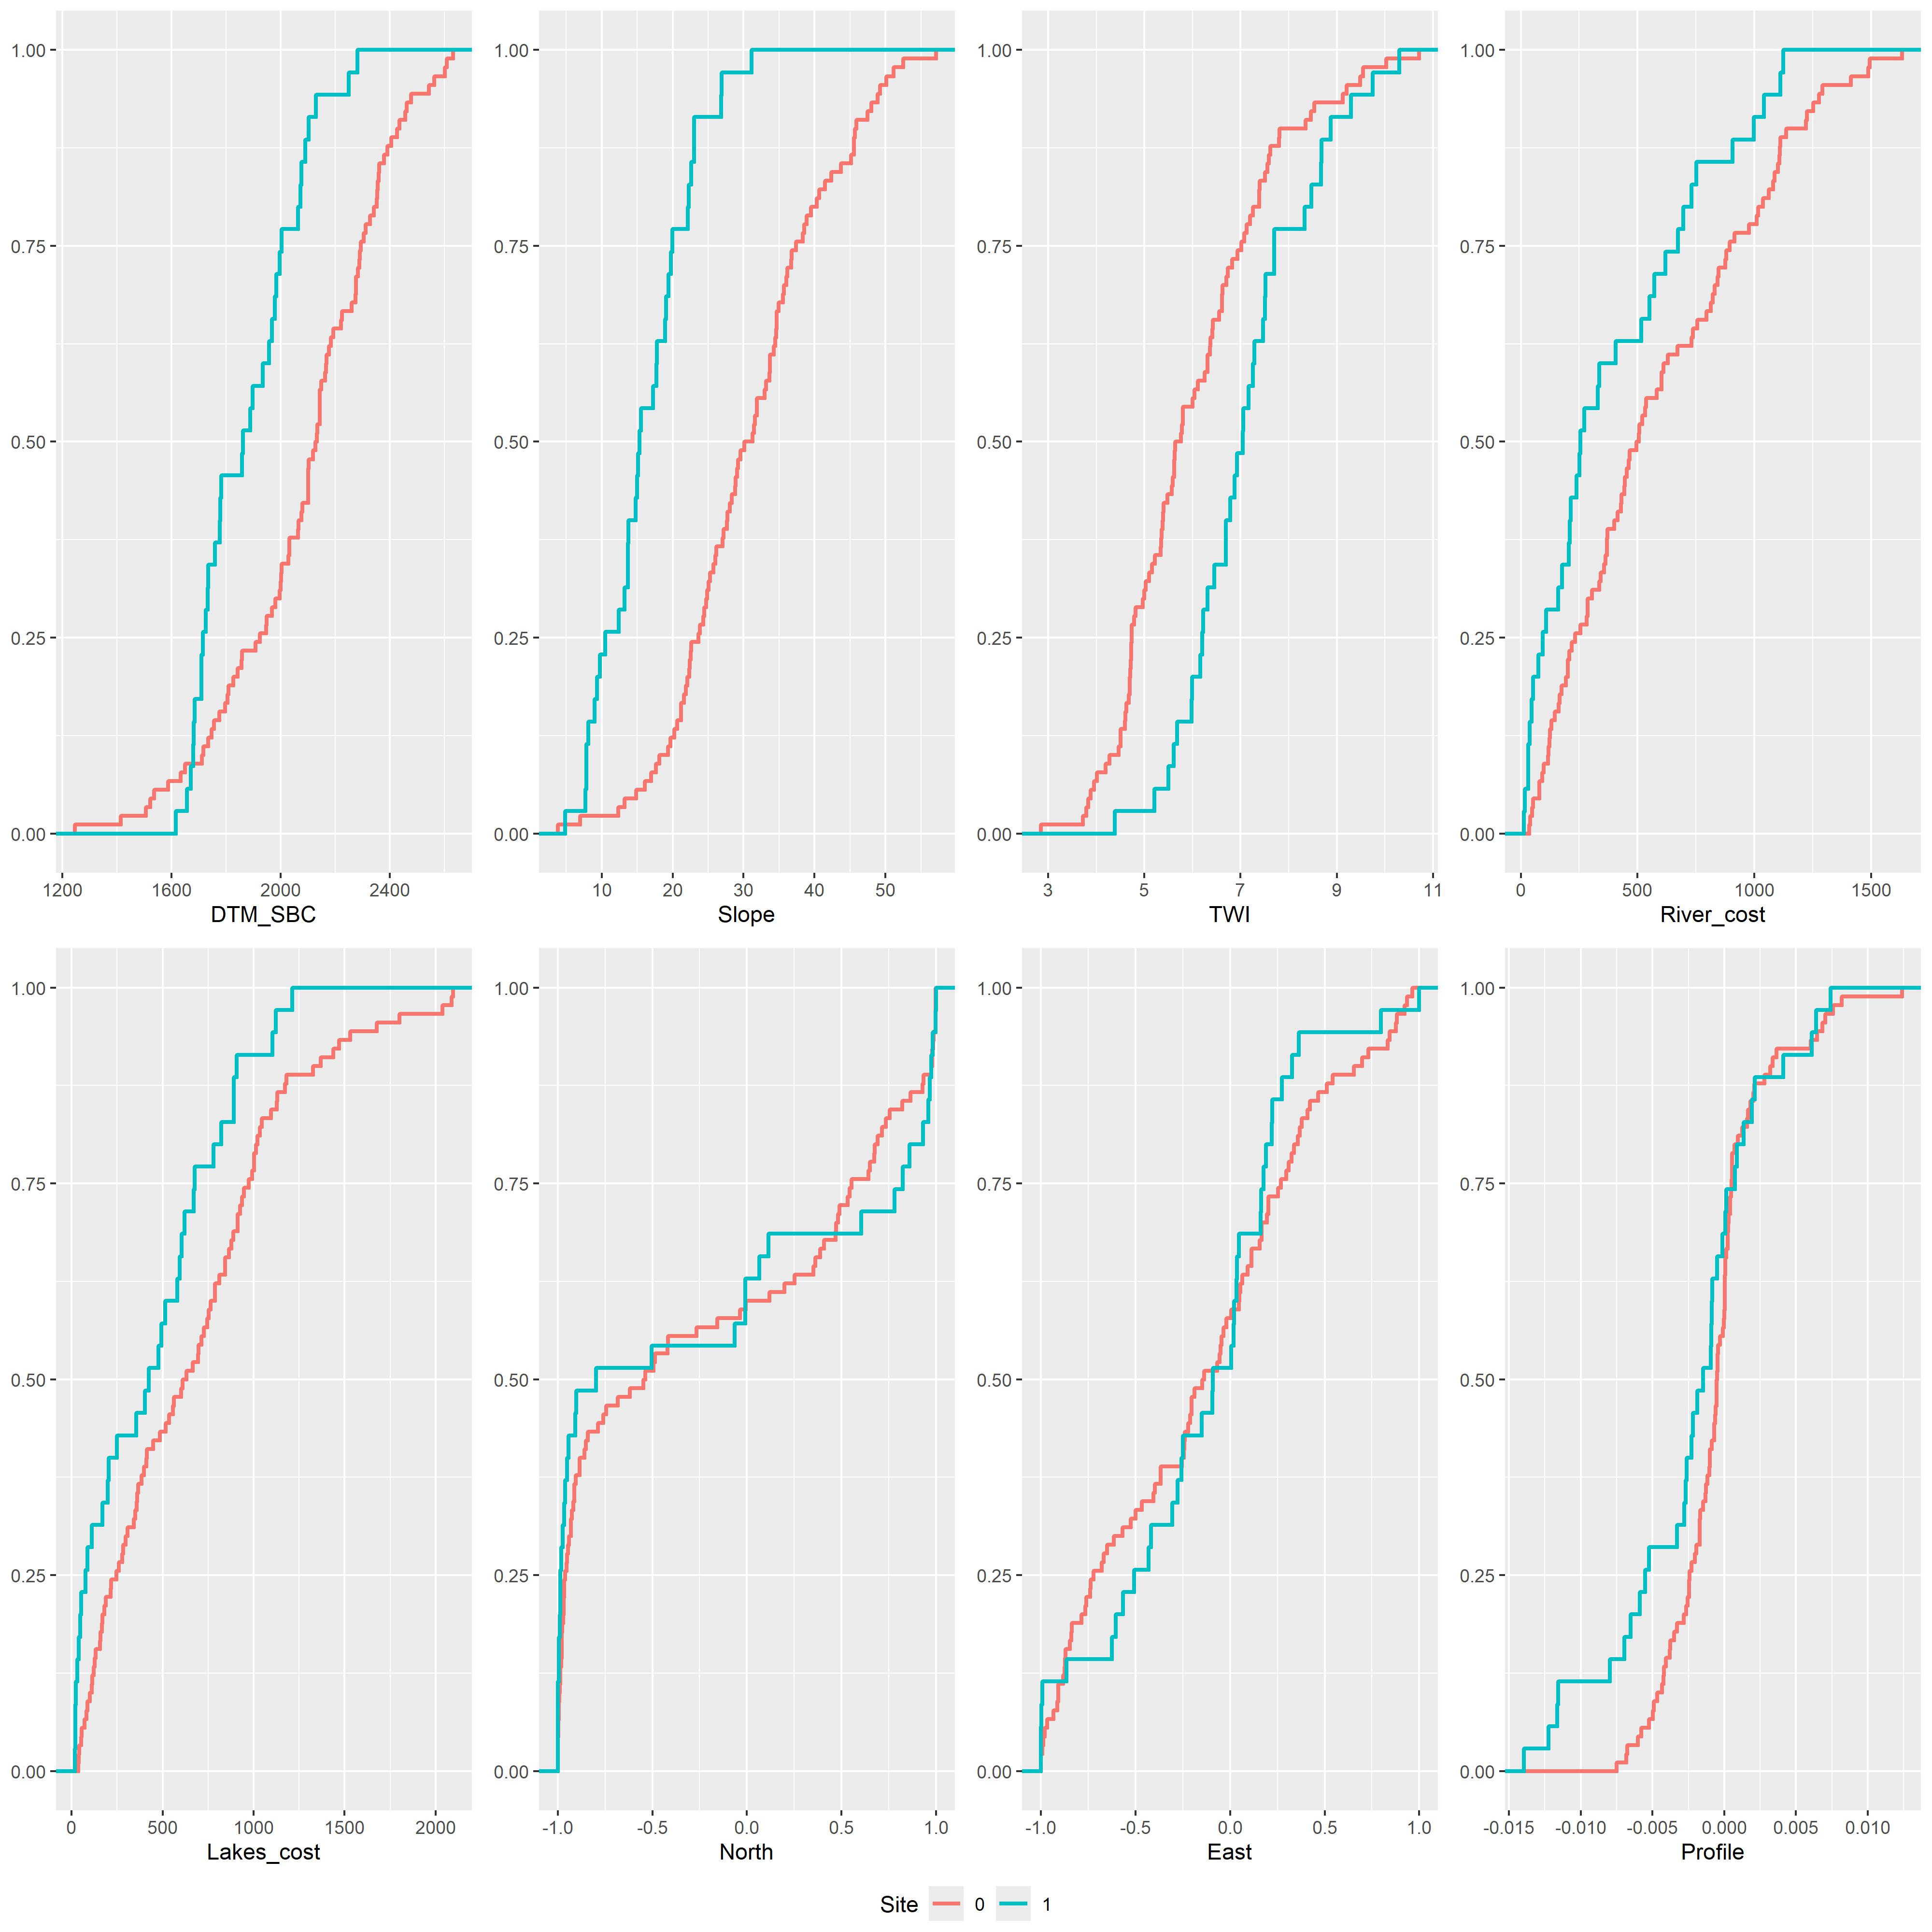 1.00 1.00 1.00 1.00
0.75 0.75 0.75 0.75
0.50 0.50 0.50 0.50
0.25 0.25 0.25 0.25
0.00 0.00 0.00 0.00
1200 1600 2000 2400 10 20 30 40 50 3 5 7 9 11 0 500 1000 1500
DTM_SBC Slope TWI River_cost
1.00 1.00 1.00 1.00
0.75 0.75 0.75 0.75
0.50 0.50 0.50 0.50
0.25 0.25 0.25 0.25
0.00 0.00 0.00 0.00
0 500 1000 1500 2000 -1.0 -0.5 0.0 0.5 1.0 -1.0 -0.5 0.0 0.5 1.0 -0.015 -0.010 -0.005 0.000 0.005 0.010
Lakes_cost North East Profile
Site 0 1